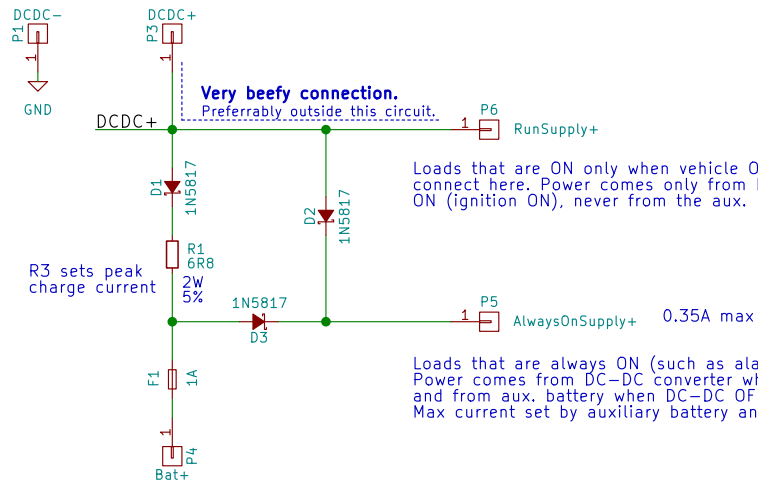 DCDC-
P1
1
GND
DCDC+
P3
1
Very beefy connection.
Preferrably outside this circuit.
DCDC+
P6
1
RunSupply+
Loads that are ON only when vehicle O
connect here. Power comes only from
ON (ignition ON), never from the aux.
D1
1N5817
D2
1N5817
R1
6R8
2W
5%
R3 sets peak
charge current
1N5817
D3
P5
1
AlwaysOnSupply+
0.35A max
Loads that are always ON (such as ala
Power comes from DC-DC converter wh
and from aux. battery when DC-DC OF
Max current set by auxiliary battery an
F1
1A
1
P4
Bat+